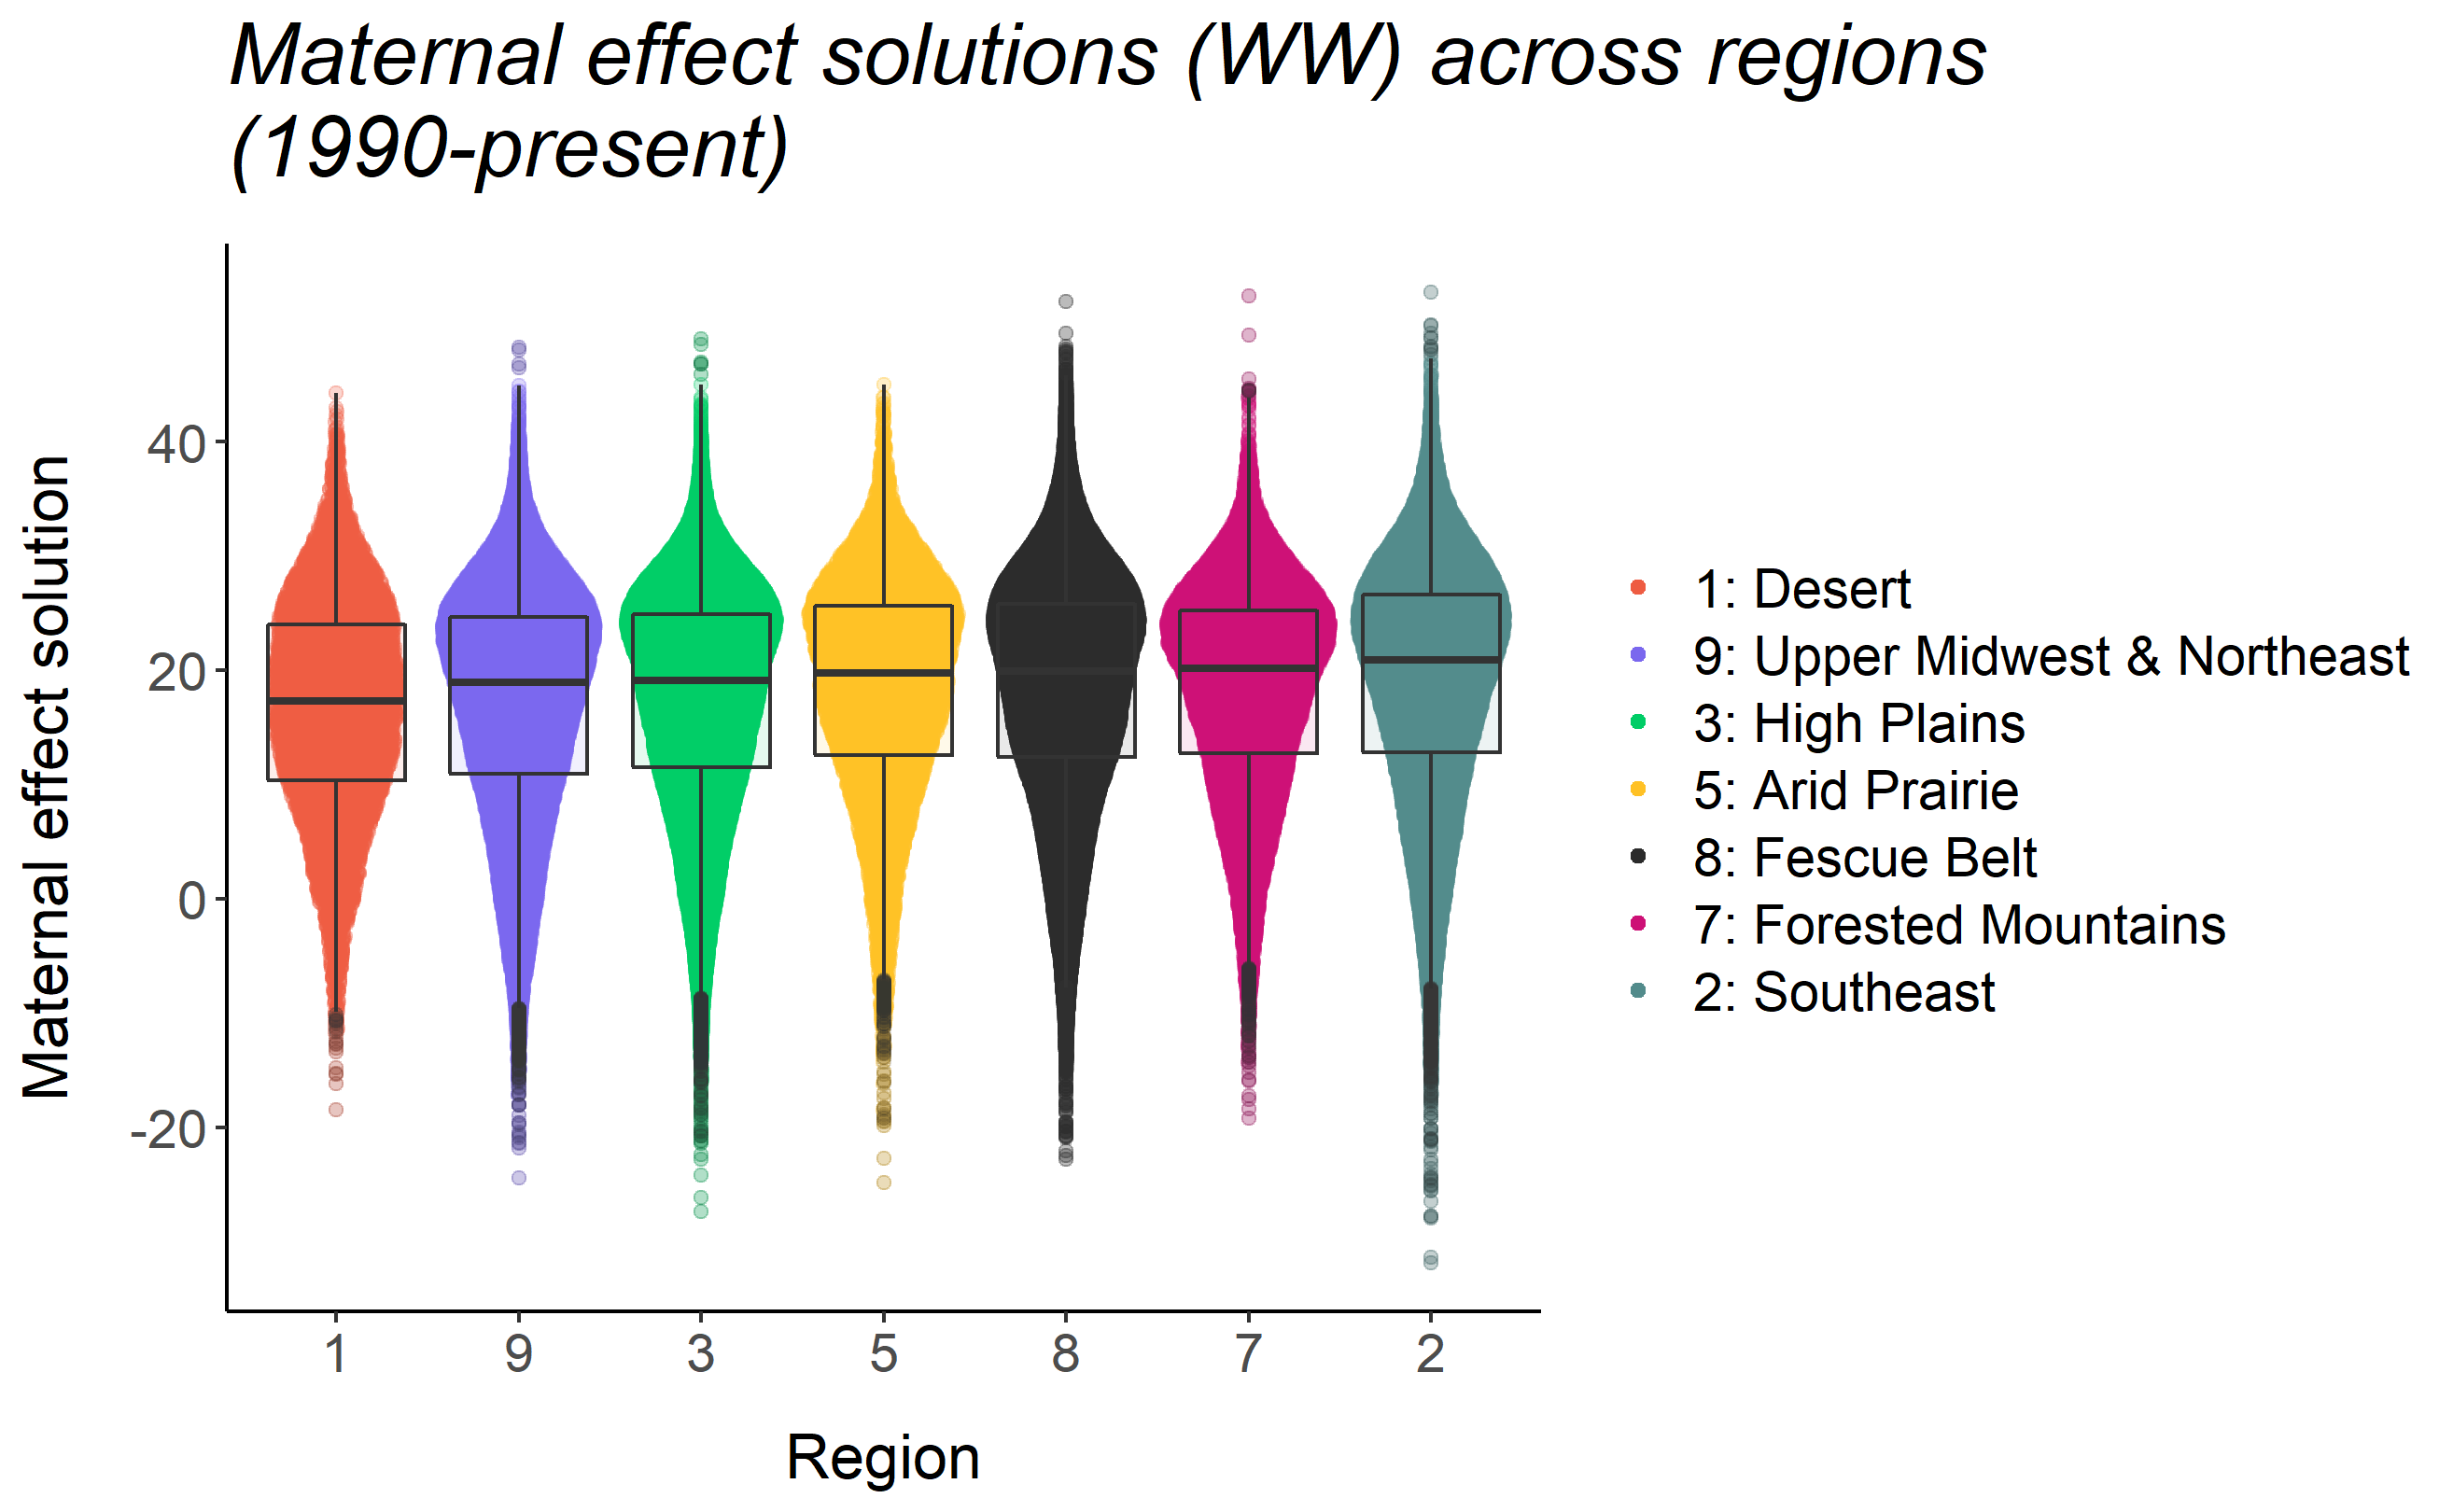 Maternal effect solutions (WW) across regions
(1990-present)
Maternal effect solution
40
20
0
-20
1 9 3 5 8 7 2
Region
1: Desert
9: Upper Midwest & Northeast
3: High Plains
5: Arid Prairie
8: Fescue Belt
7: Forested Mountains
2: Southeast